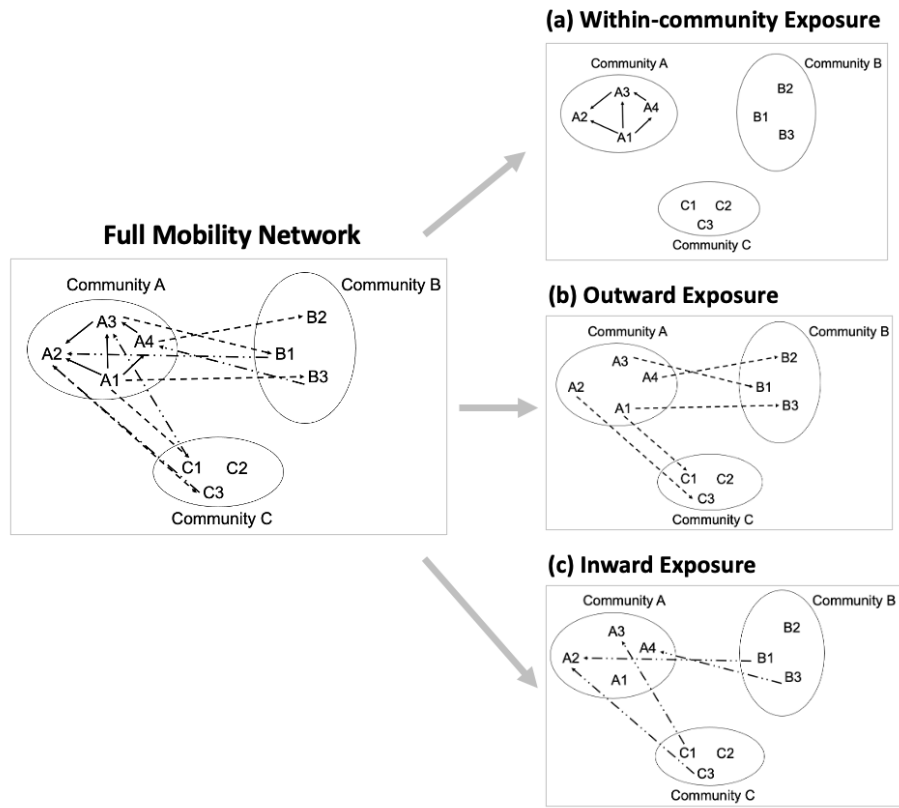 (a) Within-community Exposure
Community A
Community B
A3
B2
A2
A4
B1
A1
B3
C1 C2
C3
Community C
Full Mobility Network
Community A
Community B
A3
B2
A4
A2
B1
A1
B3
C1 C2
C3
Community C
(b) Outward Exposure
Community A
Community B
A3
B2
A4
A2
B1
A1
B3
C1 C2
C3
Community C
(c) Inward Exposure
Community A
Community B
A3
B2
A4
A2
B1
A1
B3
C1 C2
C3
Community C